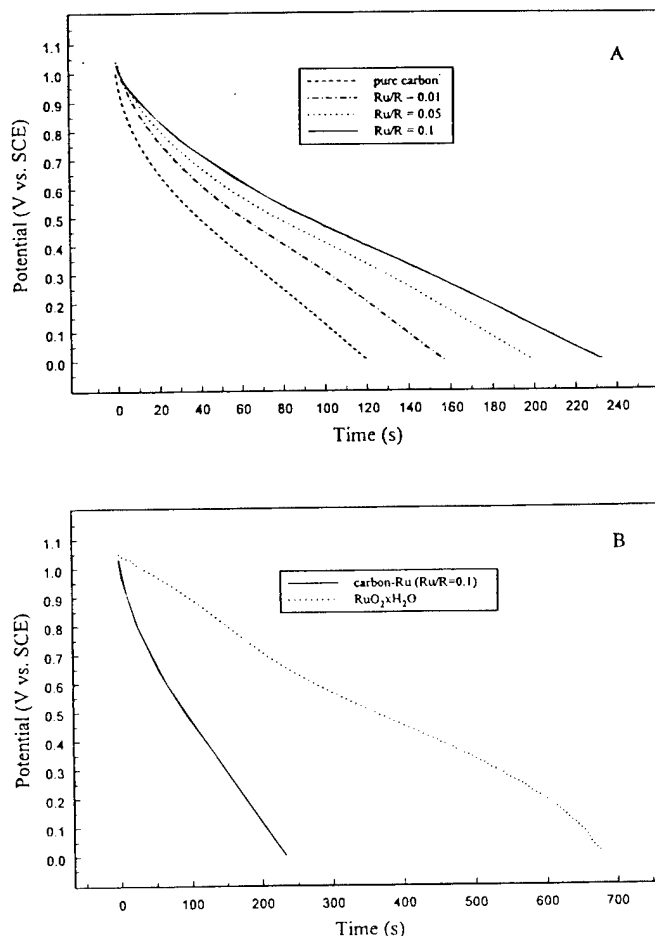 A
pure carbon
Ru/R = 0.01
Ru/R = 0.05
Ru/R = 0.1
Potential (V vs. SCE)
1.1
1.0
0.9
0.8
0.7
0.6
0.5
0.4
0.3
0.2
0.1
0.0
0 20 40 60 80 100 120 140 160 180 200 220 240
Time (s)
B
carbon-Ru (Ru/R=0.1)
RuO₂xH₂O
Potential (V vs. SCE)
1.1
1.0
0.9
0.8
0.7
0.6
0.5
0.4
0.3
0.2
0.1
0.0
0 100 200 300 400 500 600 700
Time (s)